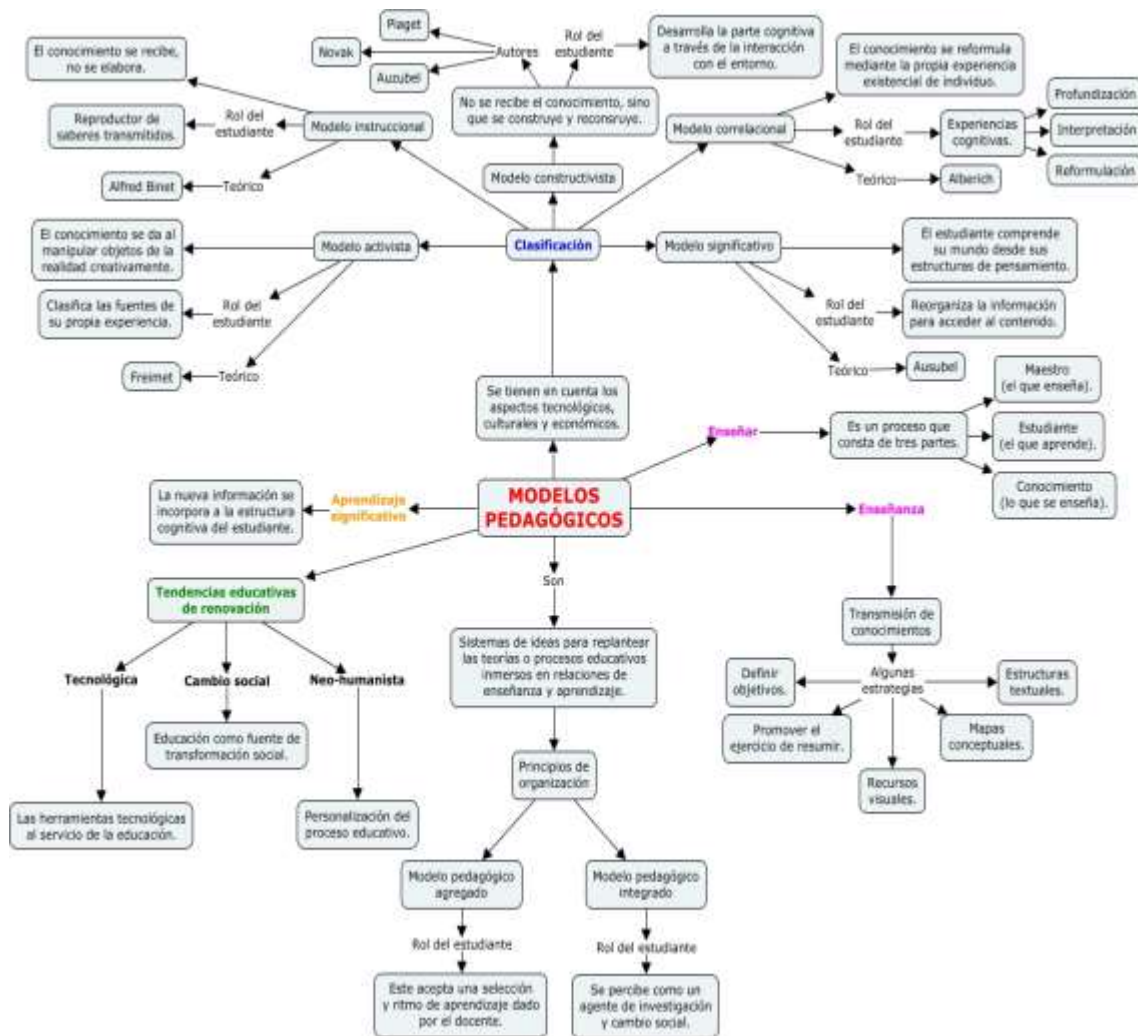 Piaget
Novak
Auzubel
Autores
Rol del
estudiante
Desarrolla la parte cognitiva
a través de la interacción
con el entorno.
El conocimiento se recibe,
no se elabora.
El conocimiento se reformula
mediante la propia experiencia
existencial de individuo.
Reproductor de
saberes transmitidos.
Rol del
estudiante
Modelo instruccional
No se recibe el conocimiento, sino
que se construye y reconsruye.
Modelo correlacional
Rol del
estudiante
Experiencias
cognitivas.
Profundización
Interpretación
Reformulación
Alfred Binet
Teórico
Modelo constructivista
Teórico
Alberich
El conocimiento se da al
manipular objetos de la
realidad creativamente.
Modelo activista
Clasificación
Modelo significativo
El estudiante comprende
su mundo desde sus
estructuras de pensamiento.
Clasifica las fuentes de
su propia experiencia.
Rol del
estudiante
Rol del
estudiante
Reorganiza la información
para acceder al contenido.
Freimet
Teórico
Teórico
Ausubel
Se tienen en cuenta los
aspectos tecnológicos,
culturales y económicos.
Enseñar
Es un proceso que
consta de tres partes.
Maestro
(el que enseña).
Estudiante
(el que aprende).
Conocimiento
(lo que se enseña).
La nueva información se
incorpora a la estructura
cognitiva del estudiante.
Aprendizaje
significativo
MODELOS
PEDAGÓGICOS
Enseñanza
Son
Tendencias educativas
de renovación
Tecnológica
Cambio social
Neo-humanista
Sistemas de ideas para replantear
las teorías o procesos educativos
inmersos en relaciones de
enseñanza y aprendizaje.
Transmisión de
conocimientos
Definir
objetivos.
Algunas
estrategias
Estructuras
textuales.
Promover el
ejercicio de resumir.
Mapas
conceptuales.
Recursos
visuales.
Educación como fuente de
transformación social.
Principios de
organización
Las herramientas tecnológicas
al servicio de la educación.
Personalización del
proceso educativo.
Modelo pedagógico
agregado
Modelo pedagógico
integrado
Rol del estudiante
Rol del estudiante
Este acepta una selección
y ritmo de aprendizaje dado
por el docente.
Se percibe como un
agente de investigación
y cambio social.